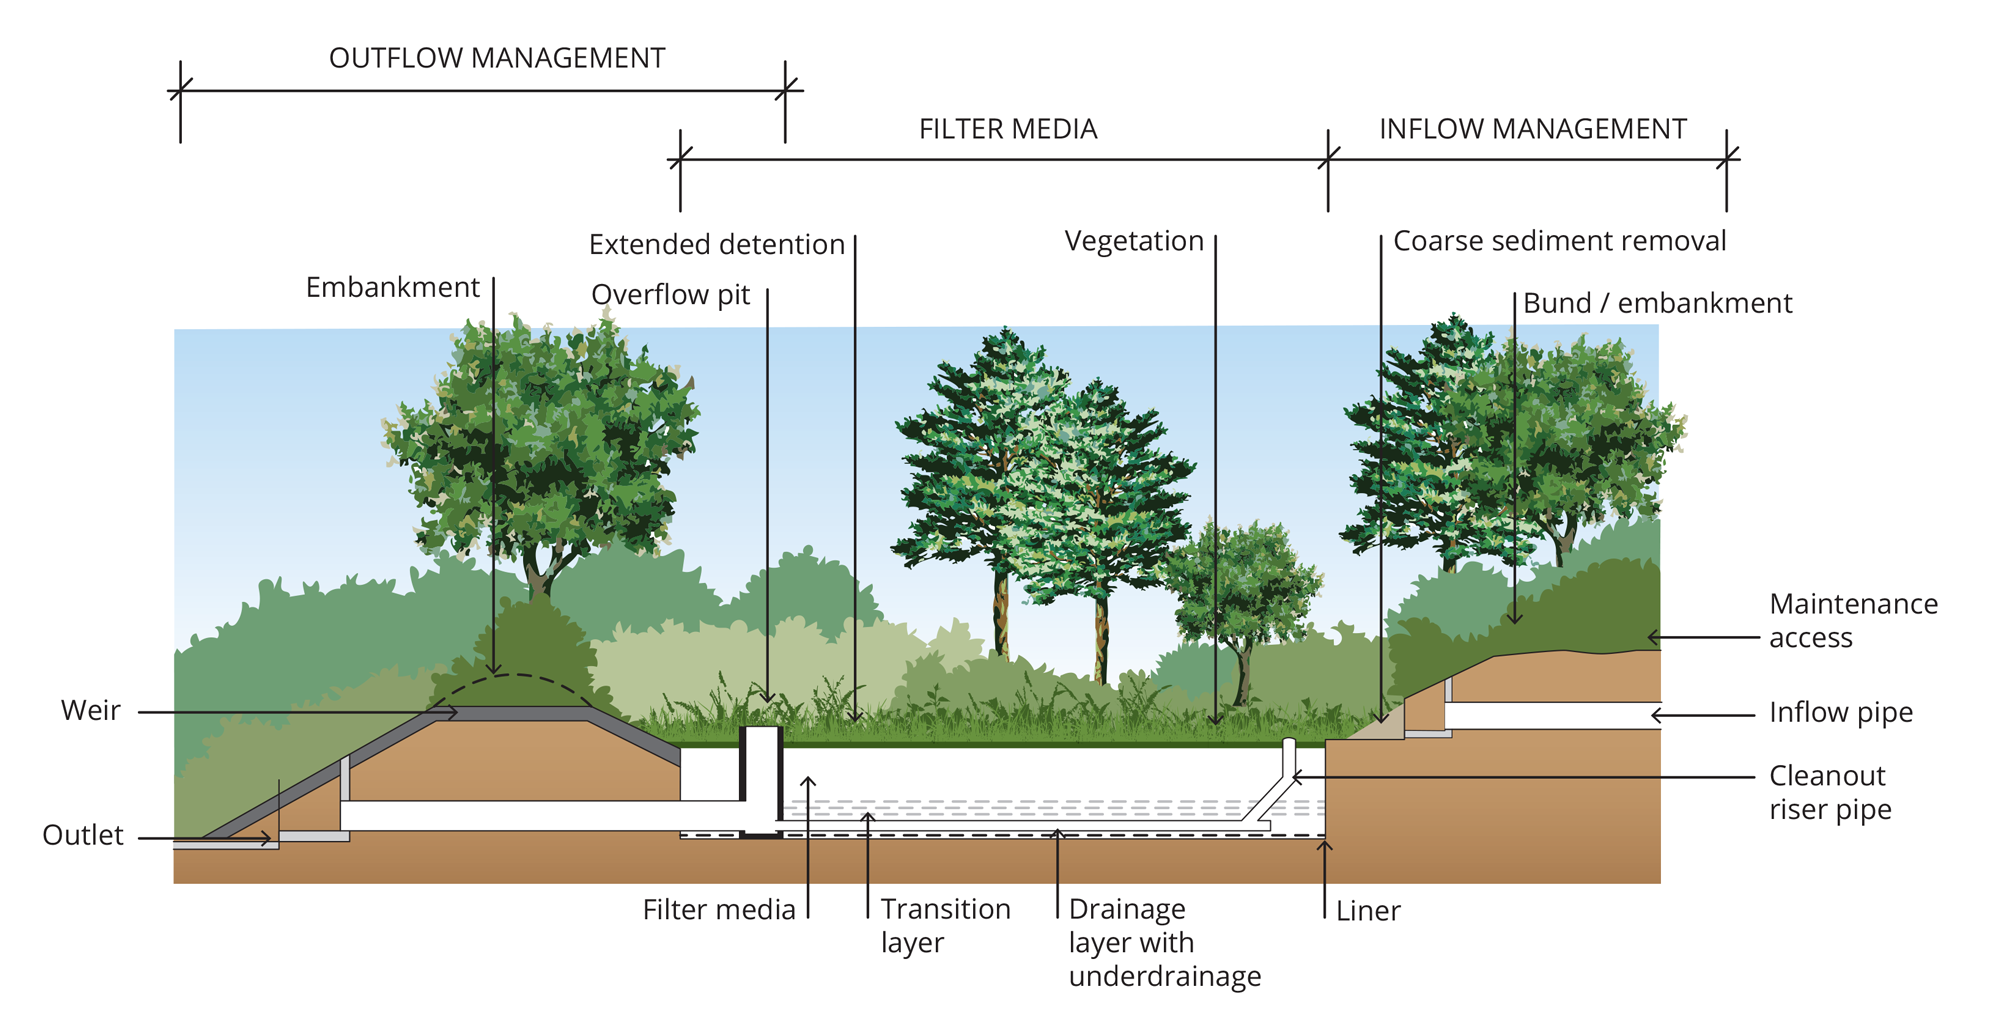 OUTFLOW MANAGEMENT
FILTER MEDIA
INFLOW MANAGEMENT
Extended detention
Vegetation
Coarse sediment removal
Embankment
Overflow pit
Bund / embankment
Maintenance
access
Weir
Inflow pipe
Cleanout
riser pipe
Outlet
Filter media
Transition
layer
Drainage
layer with
underdrainage
Liner